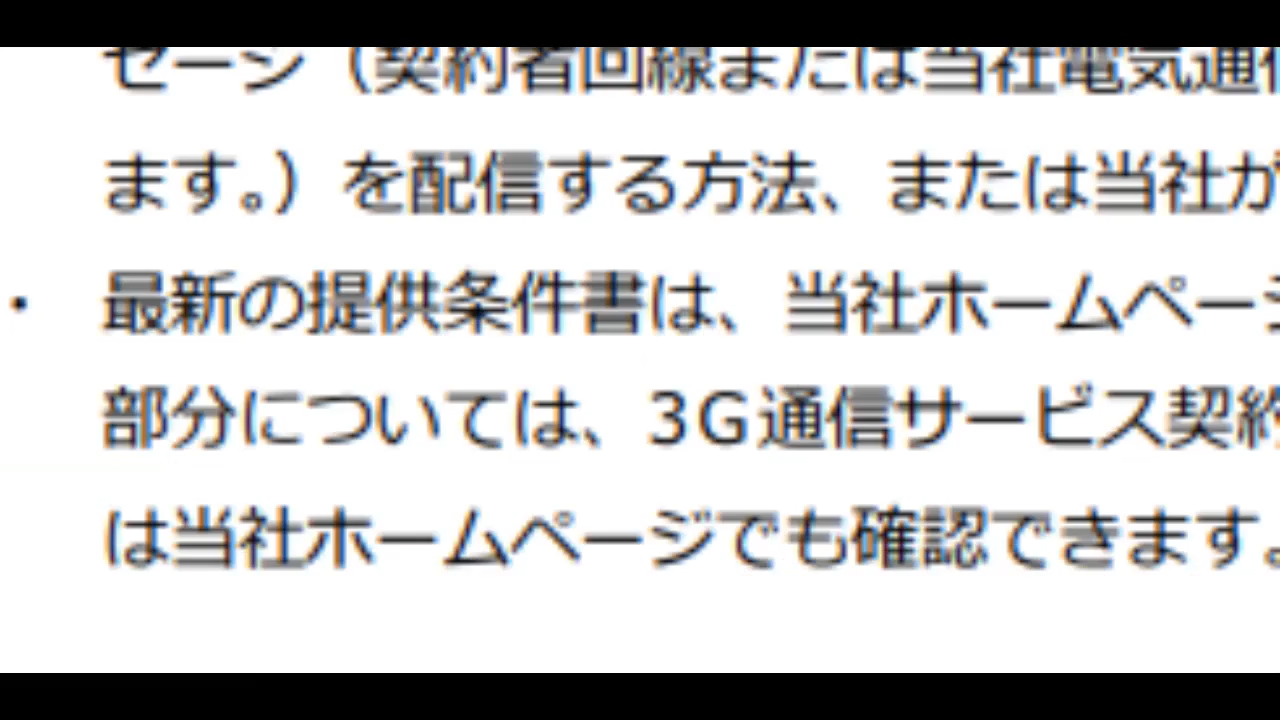 セージ（契約者回線または当社電気通信
ます。）を配信する方法、または当社が
・ 最新の提供条件書は、当社ホームページ
部分については、3G通信サービス契約
は当社ホームページでも確認できます。